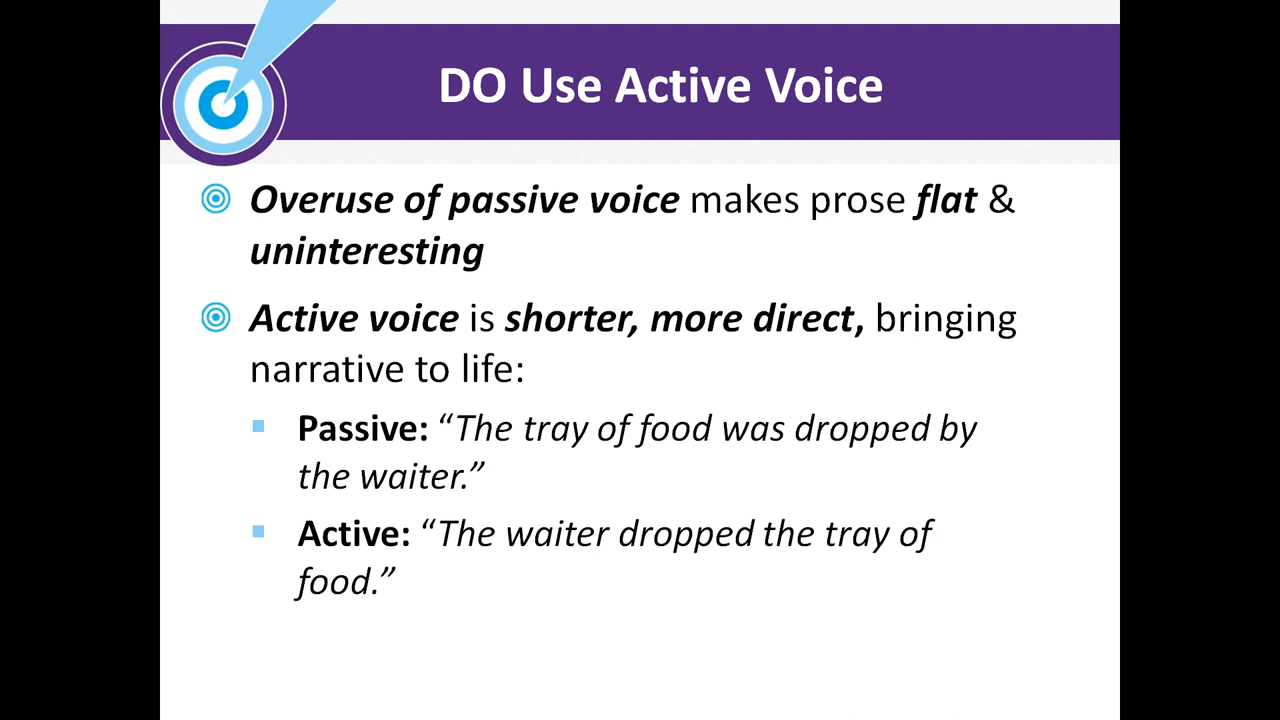 DO Use Active Voice
Overuse of passive voice makes prose flat &
uninteresting
Active voice is shorter, more direct, bringing
narrative to life:
Passive: “The tray of food was dropped by
the waiter.”
Active: “The waiter dropped the tray of
food.”